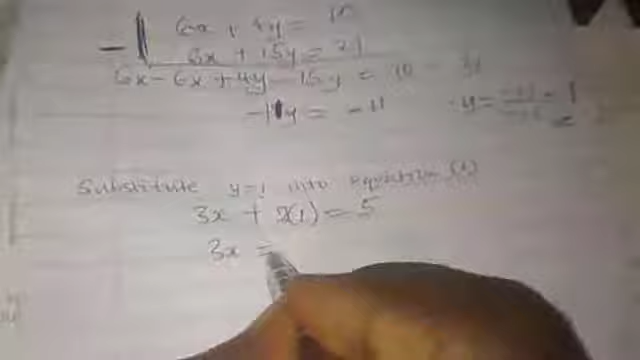 6x + 4y = 10
- 6x + 15y = 21
6x - 6x + 4y - 15y = 10 - 21
-11y = -11 y = -11/-11 = 1
Substitute y=1 into equation (1)
3x + 2(1) = 5
3x =